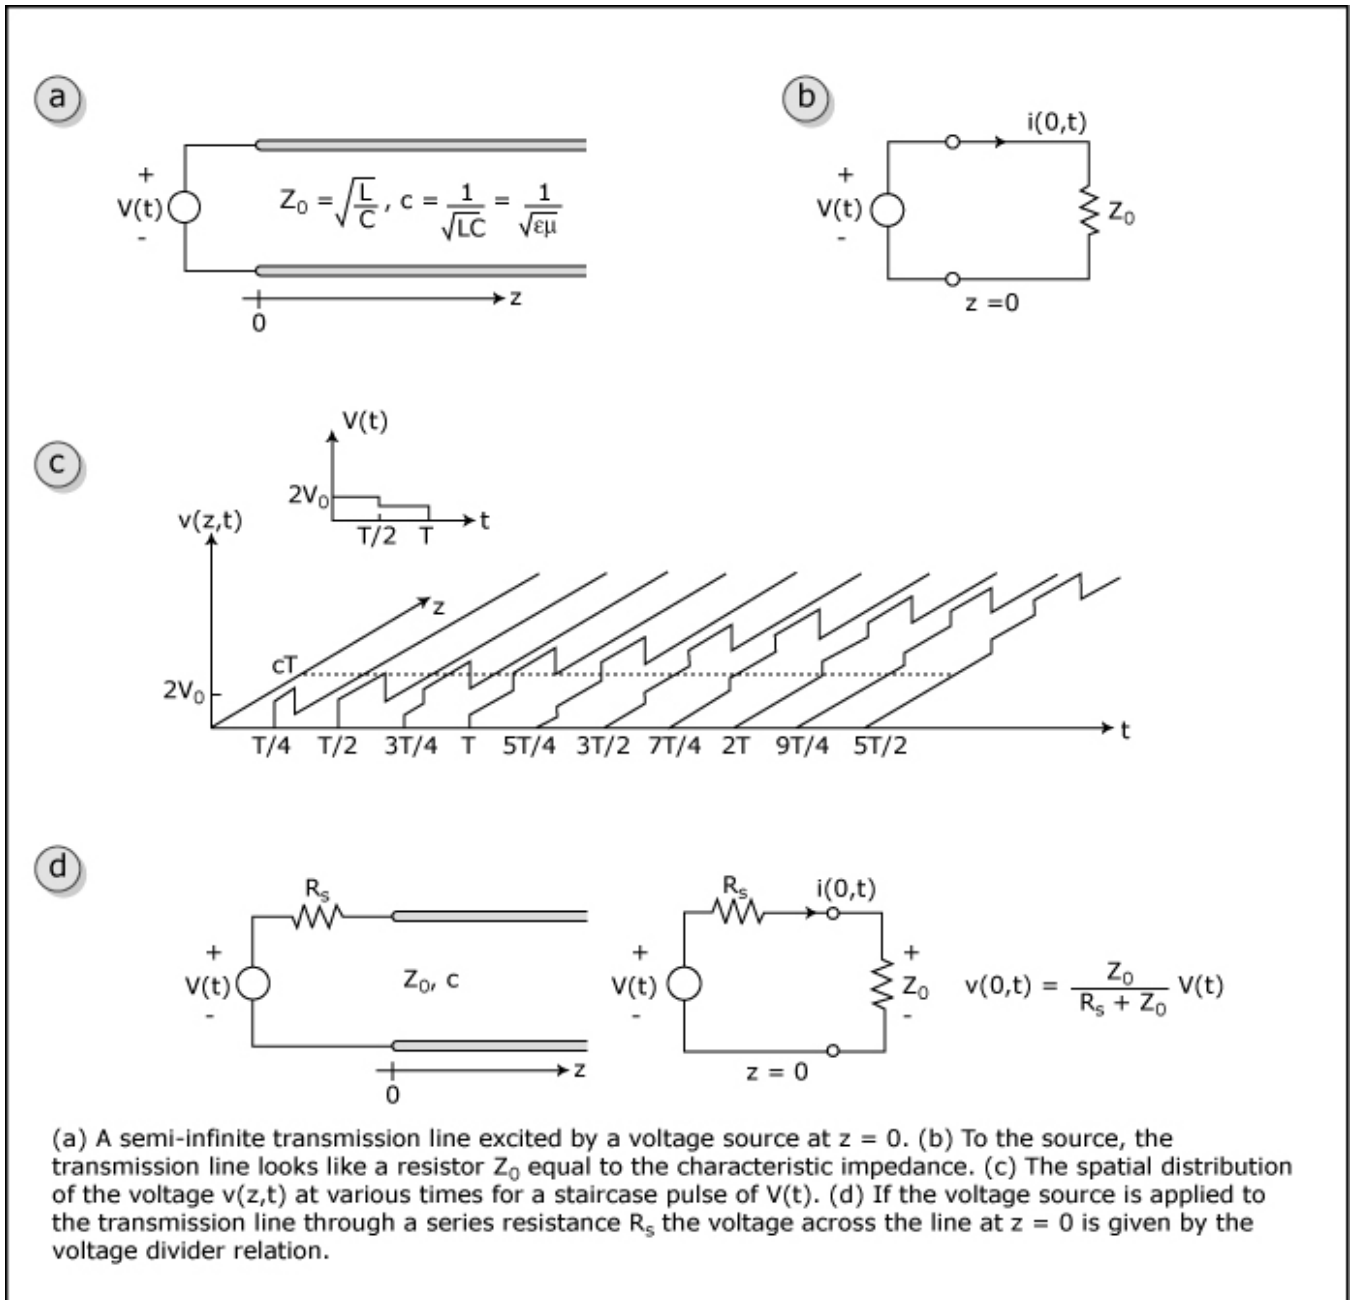 a
b
+
V(t)
-
Z₀ = √(L/C), c = 1/√LC = 1/√εμ
z
0
i(0,t)
+
V(t)
-
Z₀
z =0
c
V(t)
2V₀
t
T/2 T
v(z,t)
z
cT
2V₀
t
T/4 T/2 3T/4 T 5T/4 3T/2 7T/4 2T 9T/4 5T/2
d
Rₛ
+
V(t)
-
Z₀, c
z
0
Rₛ
i(0,t)
+
V(t)
-
+
Z₀
-
z = 0
v(0,t) = Z₀/(Rₛ + Z₀) V(t)
(a) A semi-infinite transmission line excited by a voltage source at z = 0. (b) To the source, the
transmission line looks like a resistor Z₀ equal to the characteristic impedance. (c) The spatial distribution
of the voltage v(z,t) at various times for a staircase pulse of V(t). (d) If the voltage source is applied to
the transmission line through a series resistance Rₛ the voltage across the line at z = 0 is given by the
voltage divider relation.